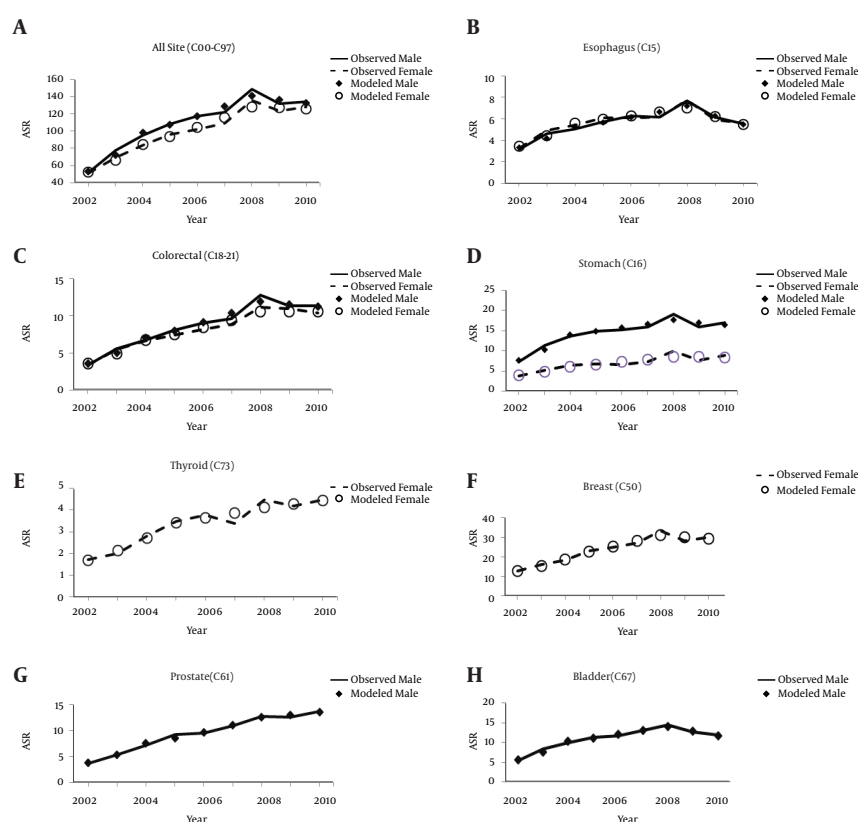 A
All Site (C00-C97)
Observed Male
Observed Female
Modeled Male
Modeled Female
160
140
120
100
80
60
40
ASR
2002 2004 2006 2008 2010
Year
B
Esophagus (C15)
Observed Male
Observed Female
Modeled Male
Modeled Female
10
8
6
4
2
0
ASR
2002 2004 2006 2008 2010
Year
C
Colorectal (C18-21)
Observed Male
Observed Female
Modeled Male
Modeled Female
15
10
5
0
ASR
2002 2004 2006 2008 2010
Year
D
Stomach (C16)
Observed Male
Observed Female
Modeled Male
Modeled Female
25
20
15
10
5
0
ASR
2002 2004 2006 2008 2010
Year
E
Thyroid (C73)
Observed Female
Modeled Female
5
4
3
2
1
0
ASR
2002 2004 2006 2008 2010
Year
F
Breast (C50)
Observed Female
Modeled Female
40
30
20
10
0
ASR
2002 2004 2006 2008 2010
Year
G
Prostate(C61)
Observed Male
Modeled Male
15
10
5
0
ASR
2002 2004 2006 2008 2010
Year
H
Bladder(C67)
Observed Male
Modeled Male
20
15
10
5
0
ASR
2002 2004 2006 2008 2010
Year